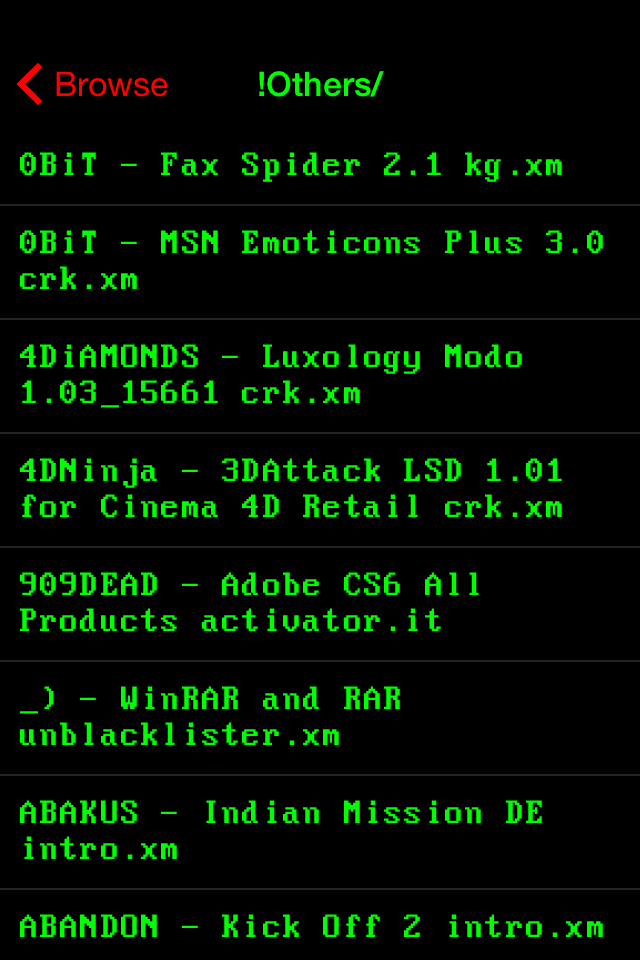 Browse
!Others/
0BiT - Fax Spider 2.1 kg.xm
0BiT - MSN Emoticons Plus 3.0
crk.xm
4DiAMONDS - Luxology Modo
1.03_15661 crk.xm
4DNinja - 3DAttack LSD 1.01
for Cinema 4D Retail crk.xm
909DEAD - Adobe CS6 All
Products activator.it
_) - WinRAR and RAR
unblacklister.xm
ABAKUS - Indian Mission DE
intro.xm
ABANDON - Kick Off 2 intro.xm